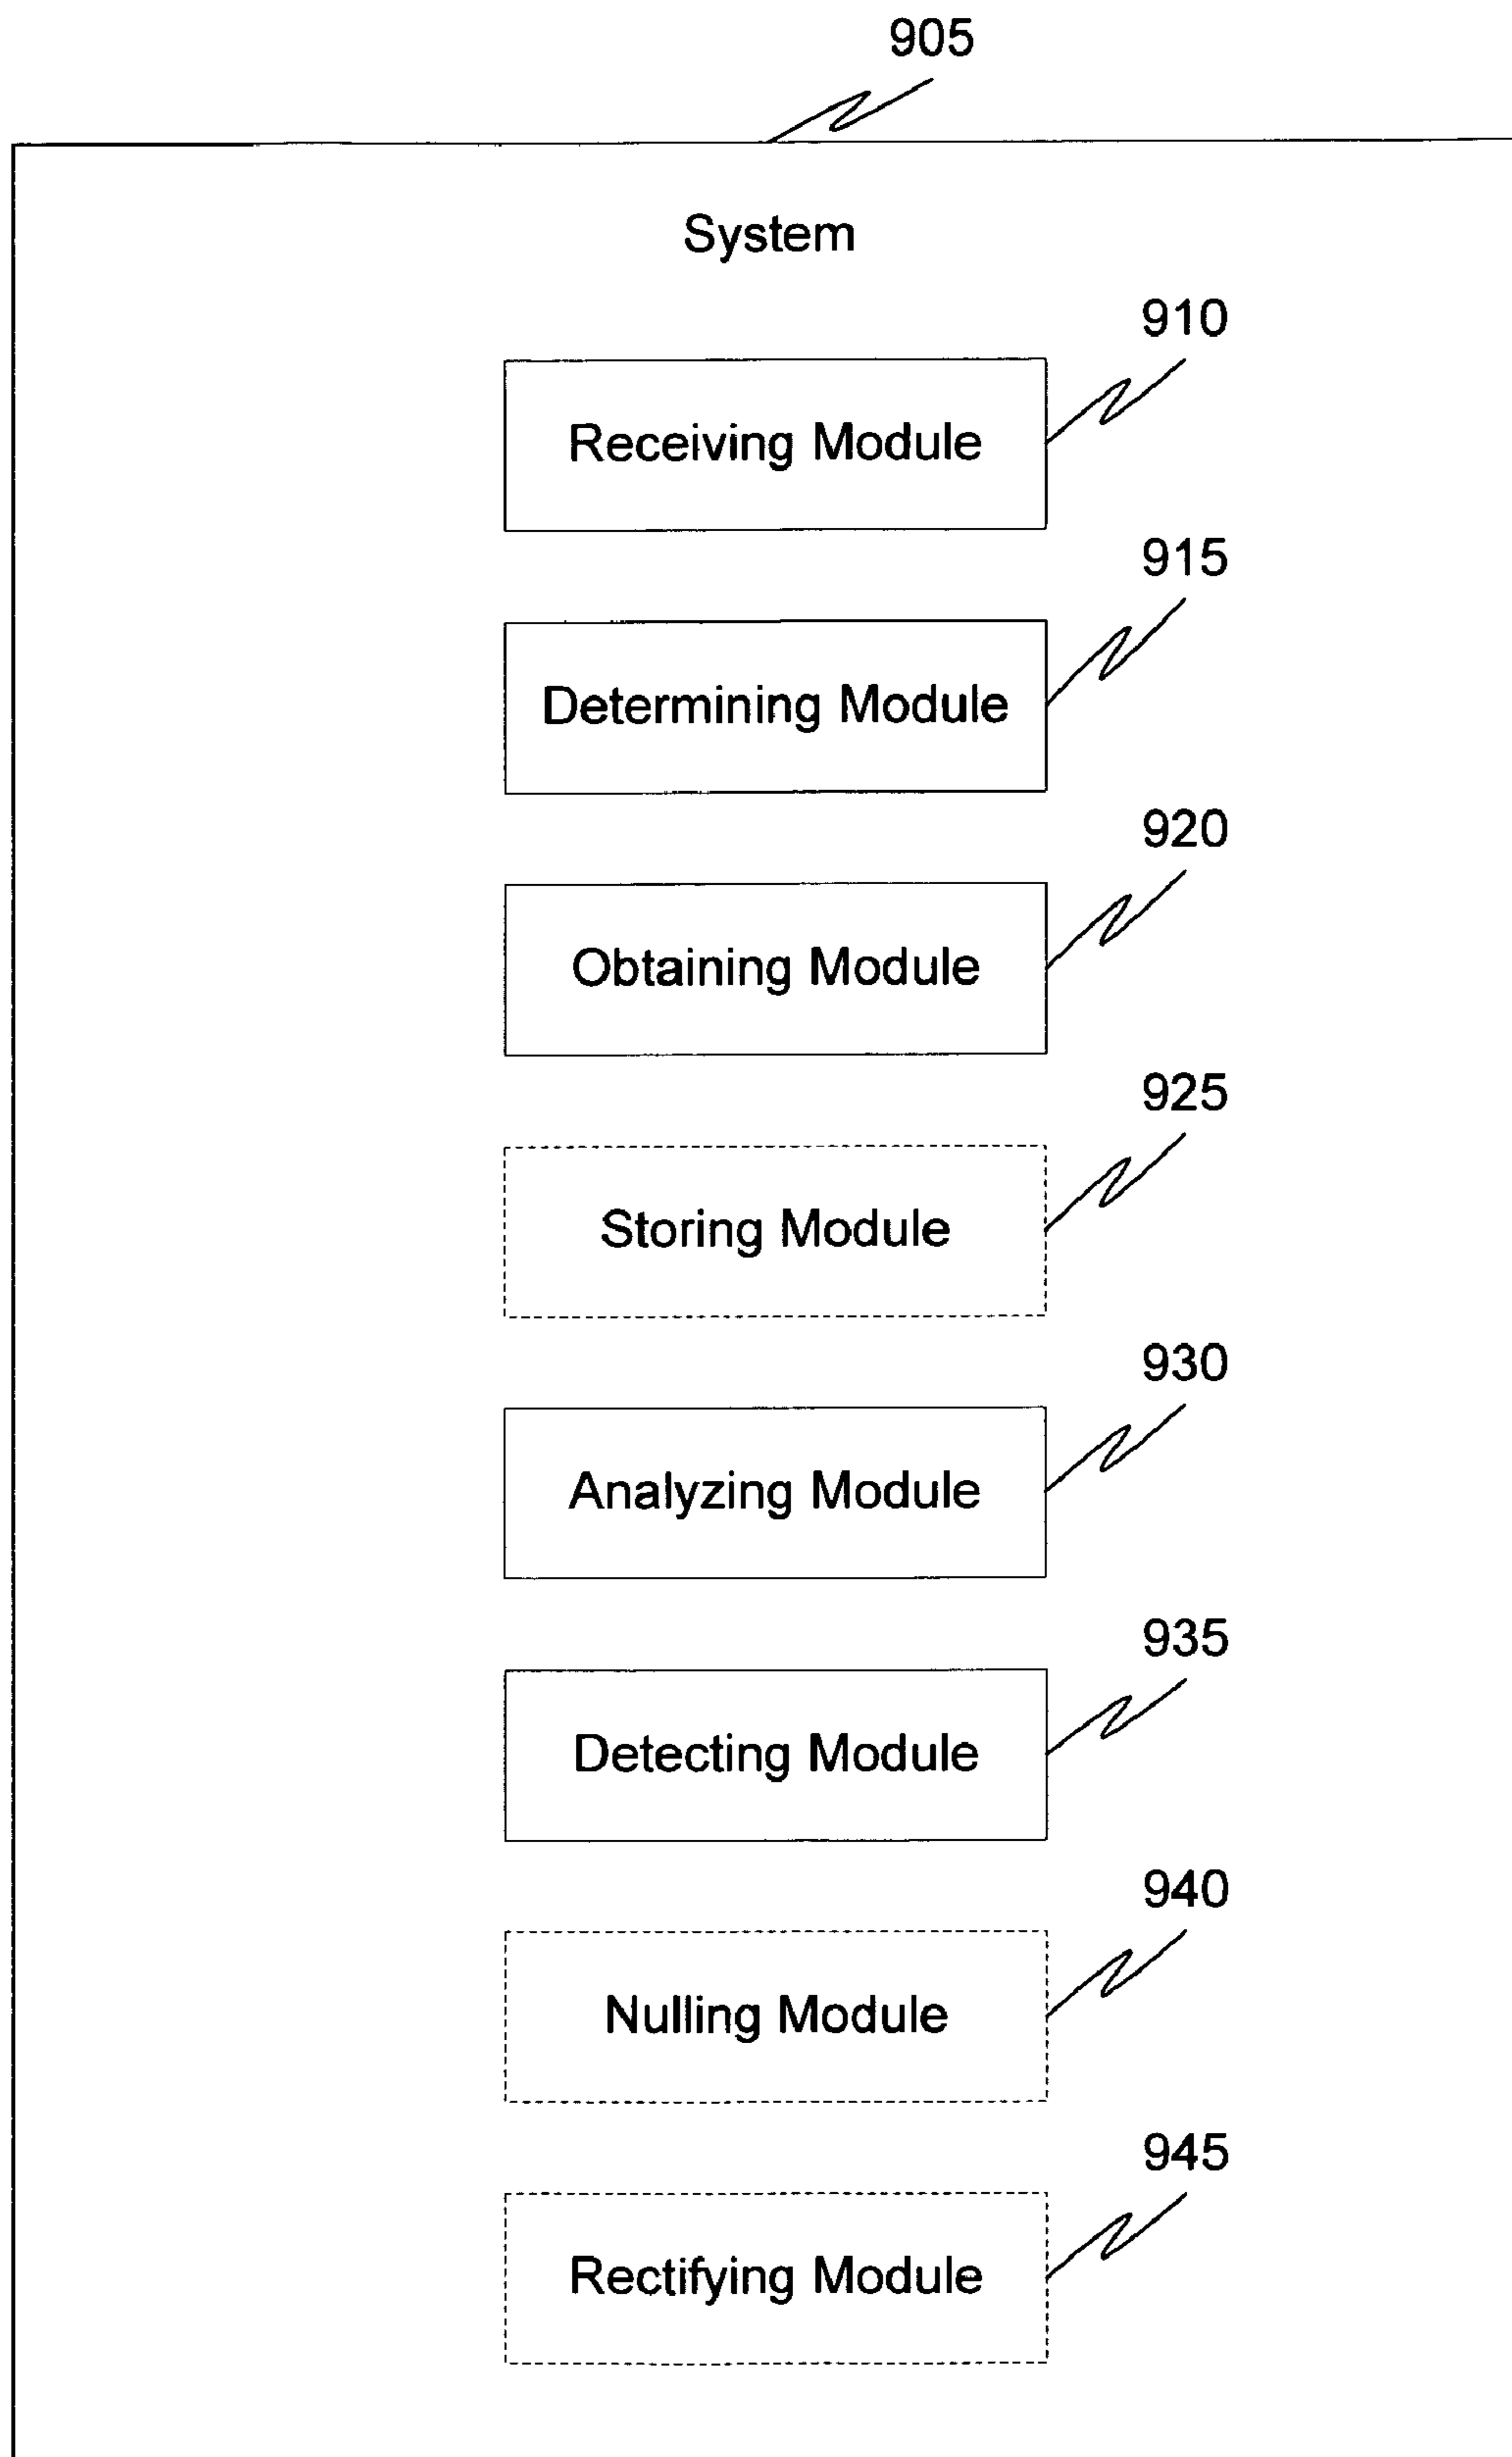 905
System
910
Receiving Module
915
Determining Module
920
Obtaining Module
925
Storing Module
930
Analyzing Module
935
Detecting Module
940
Nulling Module
945
Rectifying Module